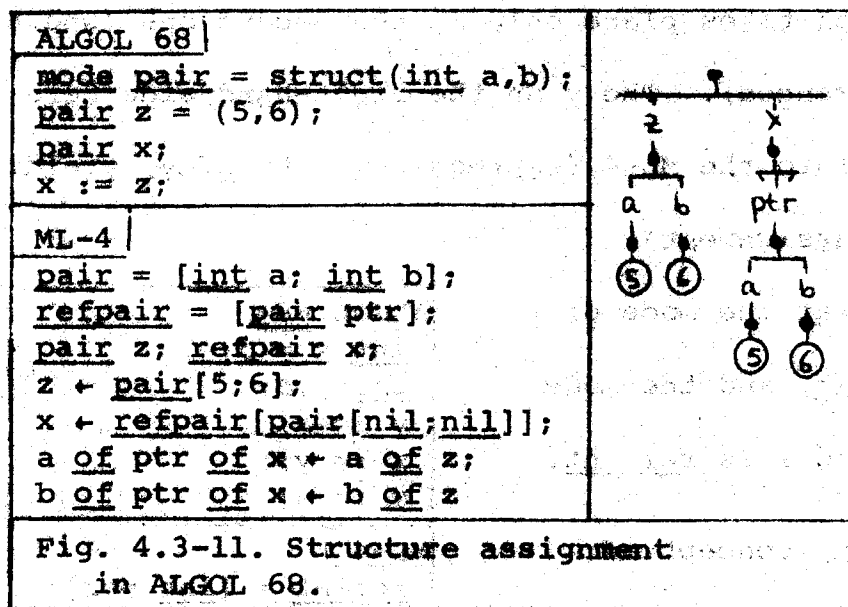 ALGOL 68
mode pair = struct(int a,b);
pair z = (5,6);
pair x;
x := z;
ML-4
pair = [int a; int b];
refpair = [pair ptr];
pair z; refpair x;
z ← pair[5;6];
x ← refpair[pair[nil;nil]];
a of ptr of x ← a of z;
b of ptr of x ← b of z
z x
a b ptr
5 6 a b
5 6
Fig. 4.3-11. Structure assignment
in ALGOL 68.